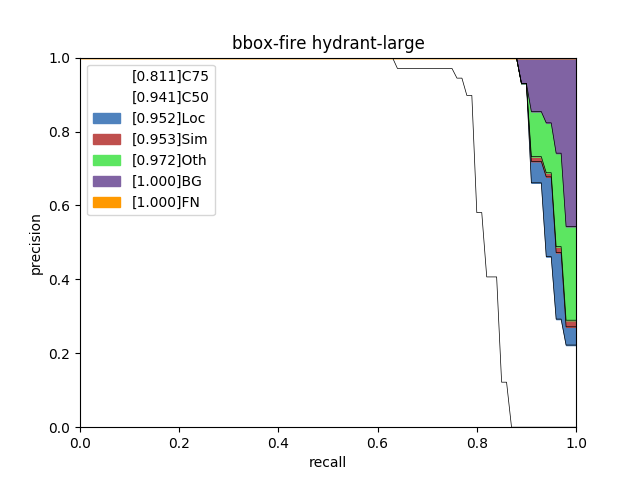 bbox-fire hydrant-large
[0.811]C75
[0.941]C50
[0.952]Loc
[0.953]Sim
[0.972]Oth
[1.000]BG
[1.000]FN
precision
1.0
0.8
0.6
0.4
0.2
0.0
0.0 0.2 0.4 0.6 0.8 1.0
recall